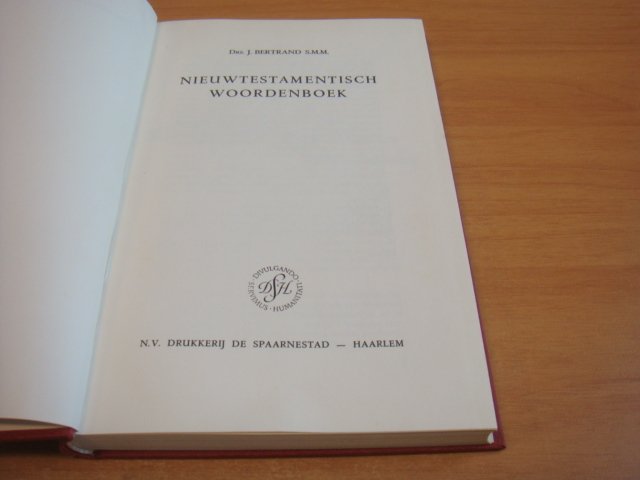 Drs. J. BERTRAND S.M.M.
NIEUWTESTAMENTISCH
WOORDENBOEK
DIVULGANDO · SERVIMUS · HUMANITATI ·
DSH
N.V. DRUKKERIJ DE SPAARNESTAD — HAARLEM